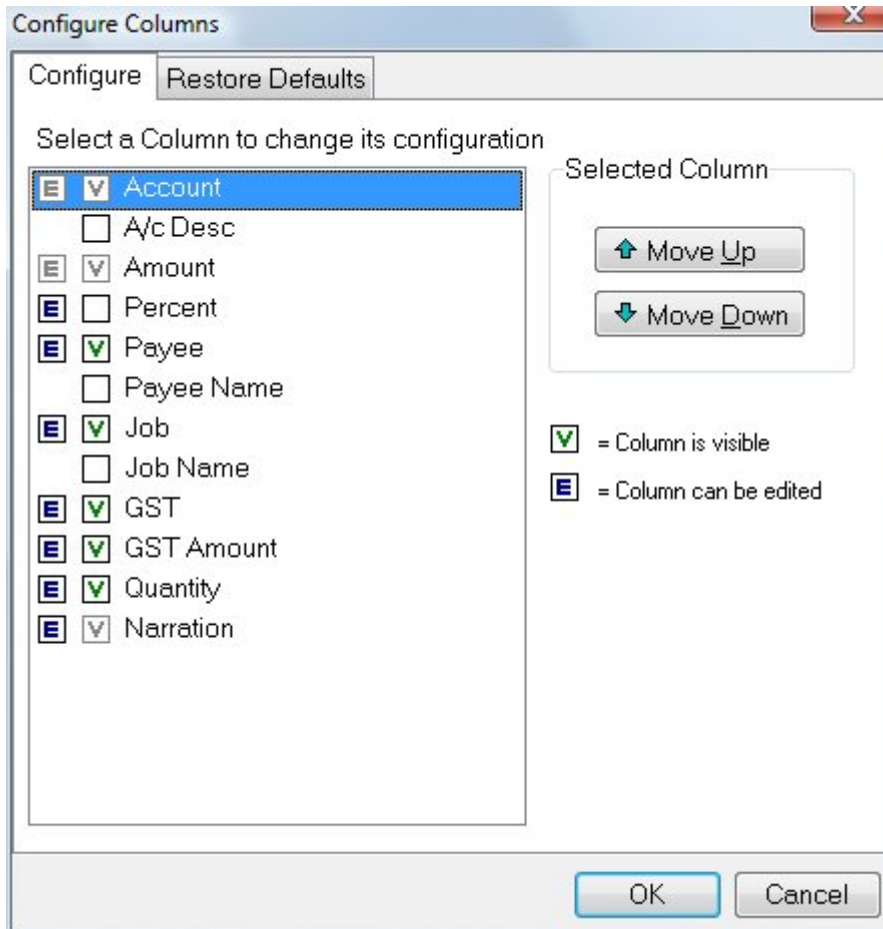 Configure Columns
Configure
Restore Defaults
Select a Column to change its configuration
E V Account
A/c Desc
E V Amount
E Percent
E V Payee
Payee Name
E V Job
Job Name
E V GST
E V GST Amount
E V Quantity
E V Narration
Selected Column
Move Up
Move Down
V = Column is visible
E = Column can be edited
OK
Cancel